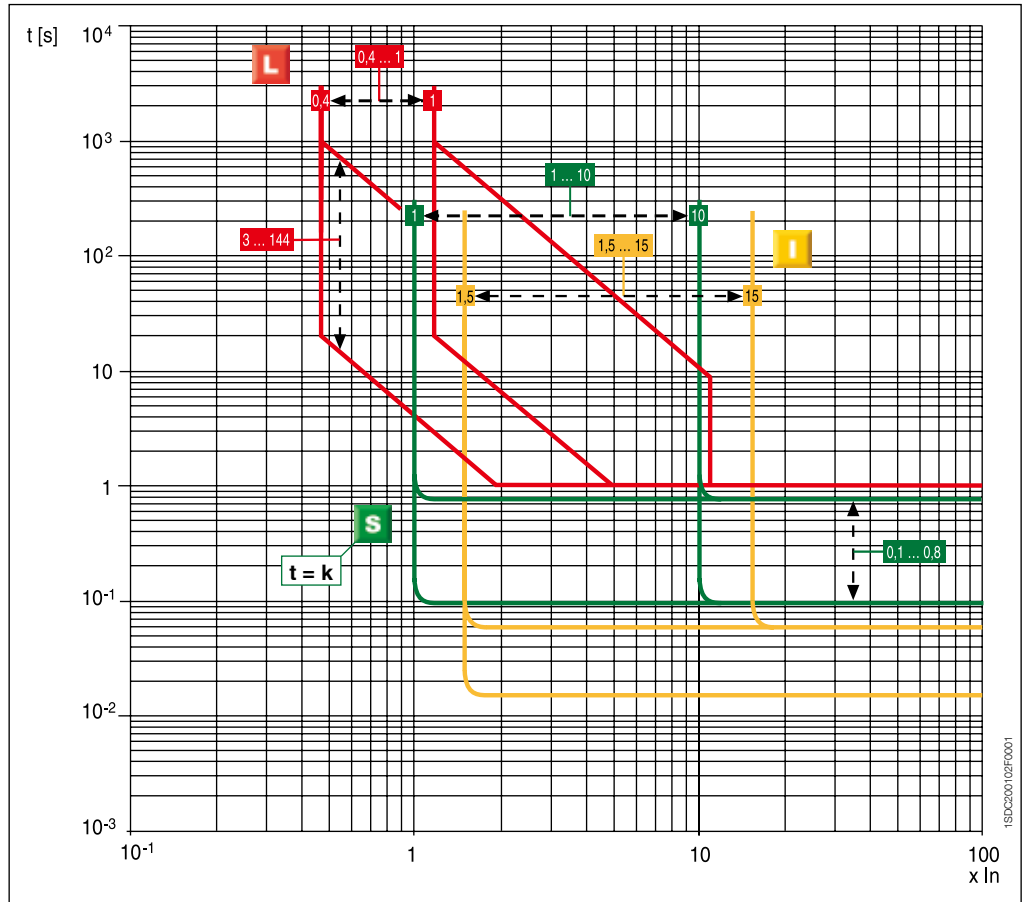 t [s]
10⁴
L
0,4 ... 1
0,4
1
10³
1 ... 10
1
10
3 ... 144
1,5 ... 15
I
10²
1,5
15
10
1
S
t = k
0,1 ... 0,8
10⁻¹
10⁻²
10⁻³
10⁻¹
1
10
100
x In
1SDC200102F0001